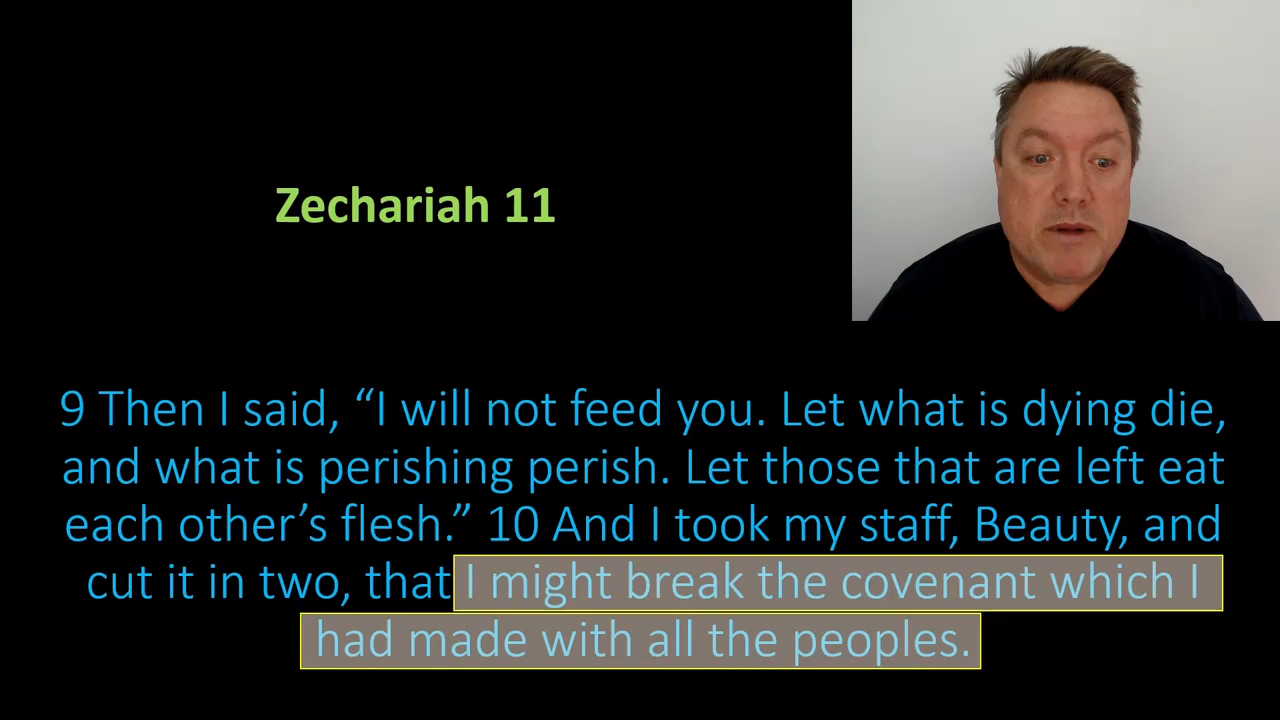 Zechariah 11
9 Then I said, “I will not feed you. Let what is dying die,
and what is perishing perish. Let those that are left eat
each other’s flesh.” 10 And I took my staff, Beauty, and
cut it in two, that I might break the covenant which I
had made with all the peoples.